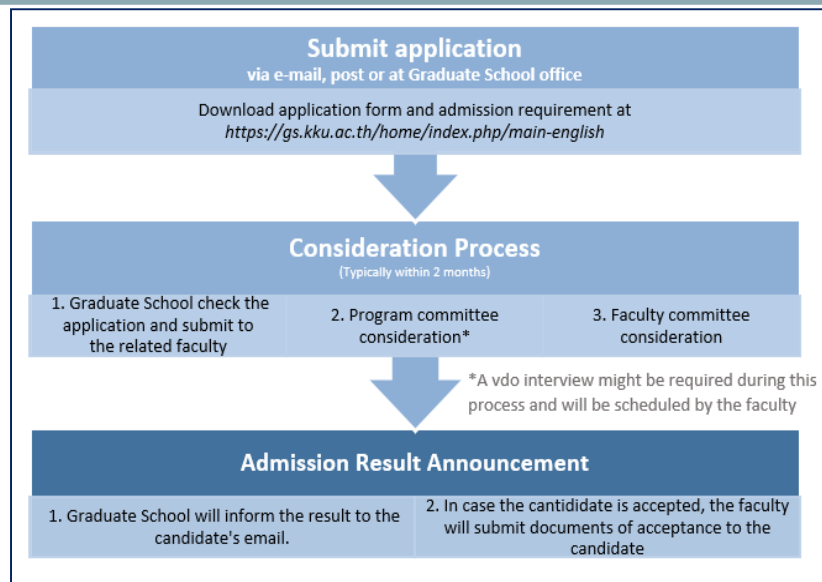 Submit application
via e-mail, post or at Graduate School office
Download application form and admission requirement at
https://gs.kku.ac.th/home/index.php/main-english
Consideration Process
(Typically within 2 months)
1. Graduate School check the
application and submit to
the related faculty
2. Program committee
consideration*
3. Faculty committee
consideration
*A vdo interview might be required during this
process and will be scheduled by the faculty
Admission Result Announcement
1. Graduate School will inform the result to the
candidate's email.
2. In case the cantididate is accepted, the faculty
will submit documents of acceptance to the
candidate